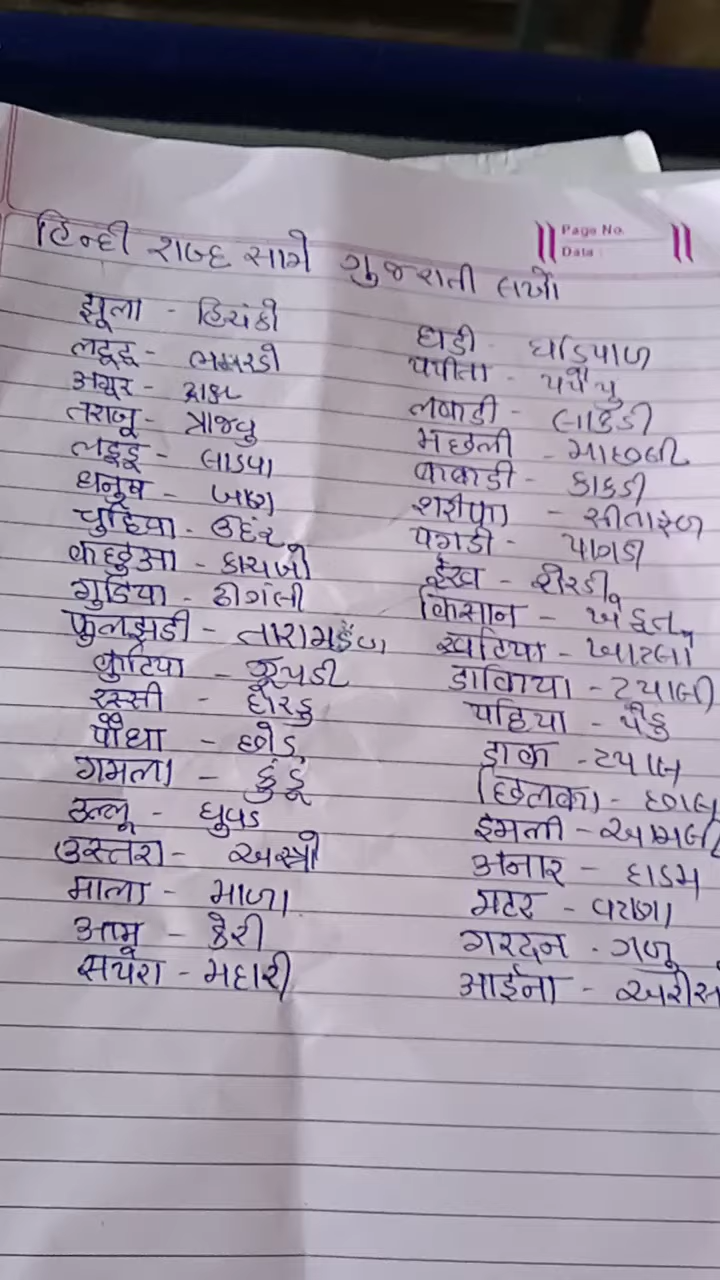 Page No.
Date
હિન્દી શબ્દ સામે ગુજરાતી લખો
झूला - હિચકો
लट्टू - ભમરડો
अंगूर - દ્રાક્ષ
तराजू - ત્રાજવુ
लड्डू - લાડવા
धनुष - બાણ
चुहिया - ઉંદર
कछुआ - કાચબો
गुडिया - ઢીગલી
फुलझडी - તારામંડળ
कुटिया - ઝૂંપડી
रस्सी - દોરડુ
पौधा - છોડ
गमला - કુંડૂ
उल्लू - ઘુવડ
उस्तरा - અસ્ત્રો
माला - માળા
आम - કેરી
सपेरा - મદારી
घडी - ઘડિયાળ
पपीता - પપૈયુ
लकडी - લાકડી
मछली - માછલી
ककडी - કાકડી
शरीफा - સીતાફળ
पगडी - પાગડી
ईख - શેરડી
किसान - ખેડૂત
खटिया - ખાટલો
डाकिया - ટપાલી
पहिया - પૈડુ
डाक - ટપાલ
छिलका - છાલ
इमली - આમલી
अनार - દાડમ
मटर - વટાણા
गरदन - ગળુ
आईना - અરીસો